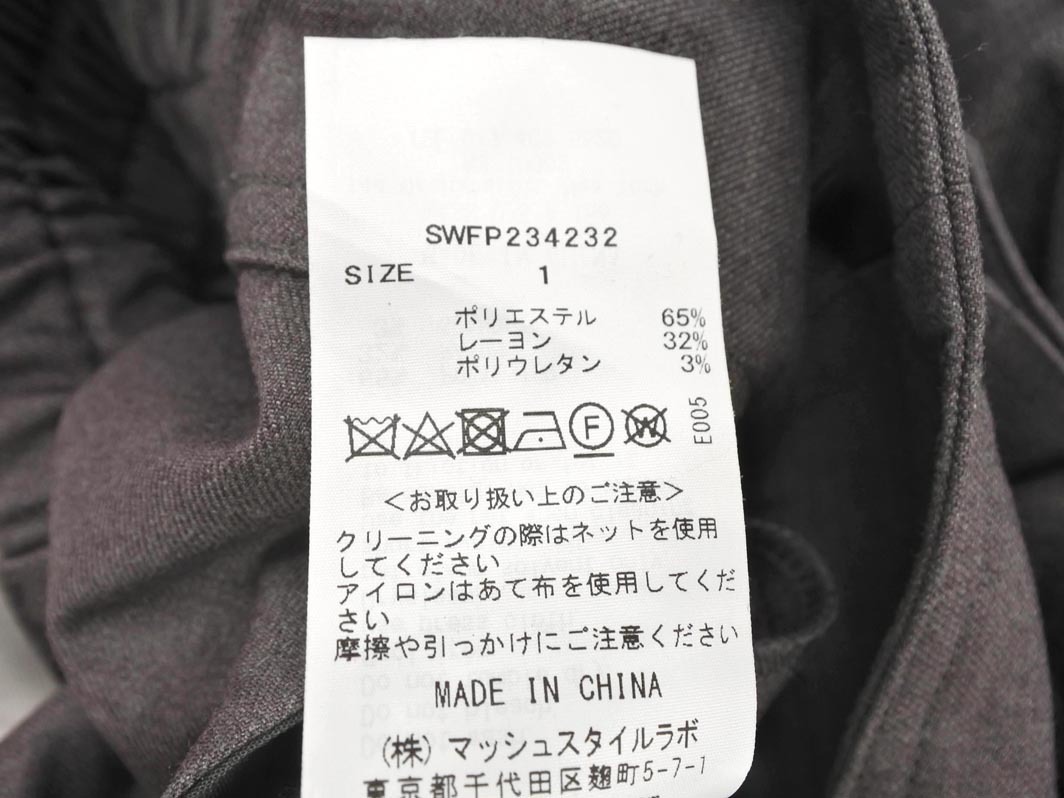 SWFP234232
SIZE 1
ポリエステル 65%
レーヨン 32%
ポリウレタン 3%
F W E005
＜お取り扱い上のご注意＞
クリーニングの際はネットを使用
してください
アイロンはあて布を使用してくだ
さい
摩擦や引っかけにご注意ください
MADE IN CHINA
(株)マッシュスタイルラボ
東京都千代田区麹町5-7-1